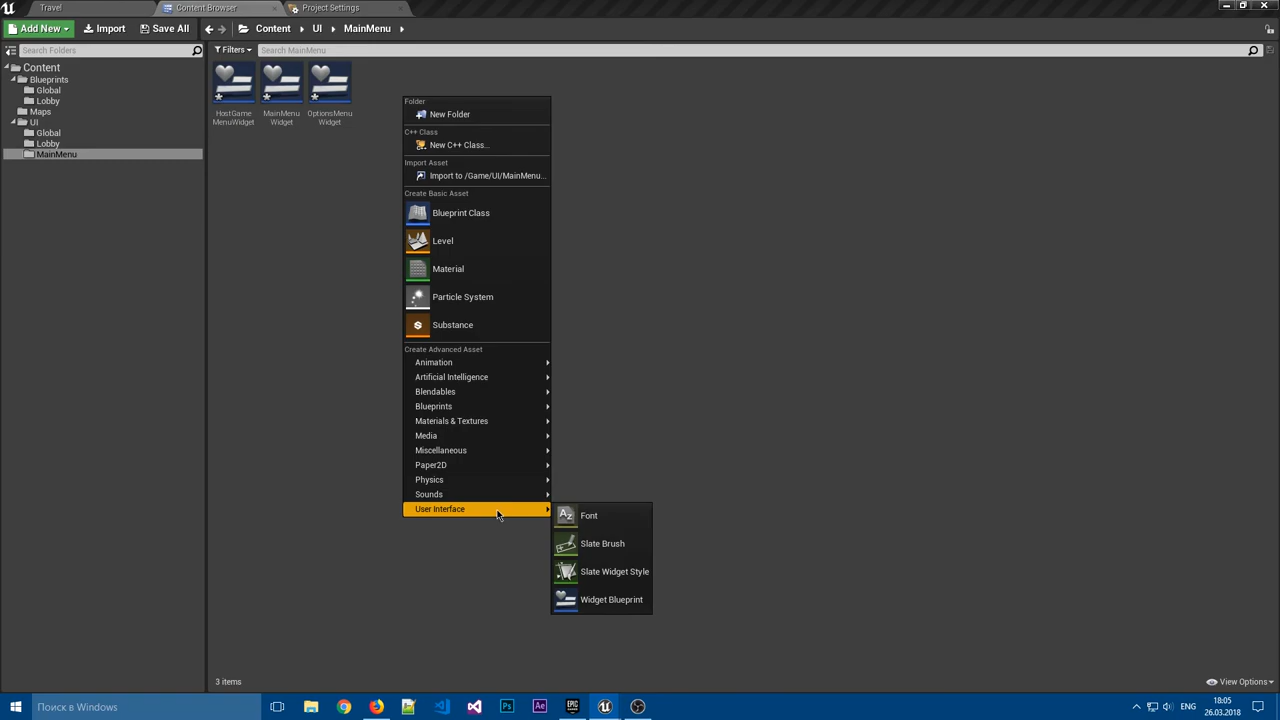 Travel
Content Browser
Project Settings
Add New
Import
Save All
Content
UI
MainMenu
Search Folders
Filters
Search MainMenu
Content
Blueprints
Global
Lobby
Maps
UI
Global
Lobby
MainMenu
HostGame
MenuWidget
MainMenu
Widget
OptionsMenu
Widget
Folder
New Folder
C++ Class
New C++ Class...
Import Asset
Import to /Game/UI/MainMenu...
Create Basic Asset
Blueprint Class
Level
Material
Particle System
Substance
Create Advanced Asset
Animation
Artificial Intelligence
Blendables
Blueprints
Materials & Textures
Media
Miscellaneous
Paper2D
Physics
Sounds
User Interface
Font
Slate Brush
Slate Widget Style
Widget Blueprint
3 items
View Options
Поиск в Windows
Ps
Ae
EPIC
GAMES
ENG
18:05
26.03.2018